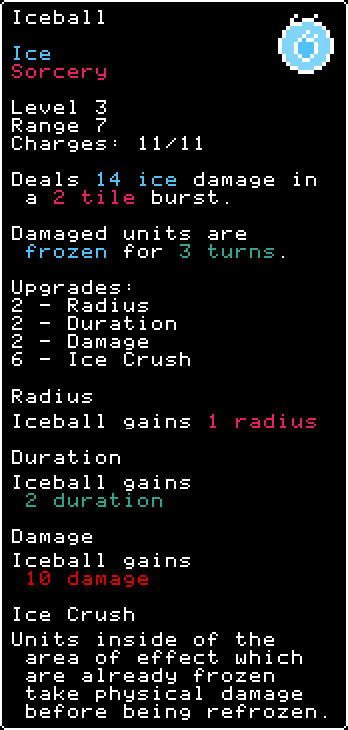 Iceball
Ice
Sorcery
Level 3
Range 7
Charges: 11/11
Deals 14 ice damage in
a 2 tile burst.
Damaged units are
frozen for 3 turns.
Upgrades:
2 - Radius
2 - Duration
2 - Damage
6 - Ice Crush
Radius
Iceball gains 1 radius
Duration
Iceball gains
2 duration
Damage
Iceball gains
10 damage
Ice Crush
Units inside of the
area of effect which
are already frozen
take physical damage
before being refrozen.